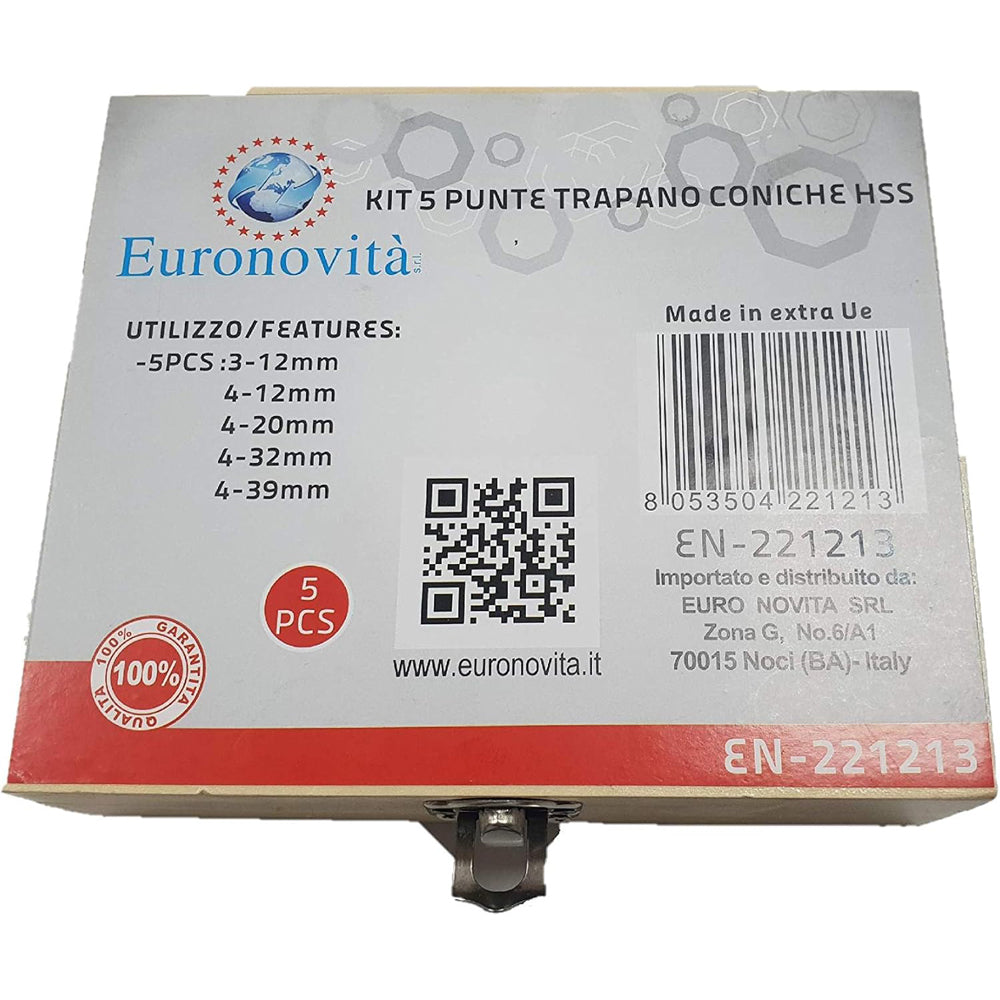 KIT 5 PUNTE TRAPANO CONICHE HSS
Euronovità
s.r.l.
UTILIZZO/FEATURES:
-5PCS :3-12mm
4-12mm
4-20mm
4-32mm
4-39mm
Made in extra Ue
8 053504 221213
EN-221213
Importato e distribuito da:
EURO NOVITA SRL
Zona G, No.6/A1
70015 Noci (BA)- Italy
www.euronovita.it
5
PCS
100% GARANTITA
100%
QUALITÀ
EN-221213